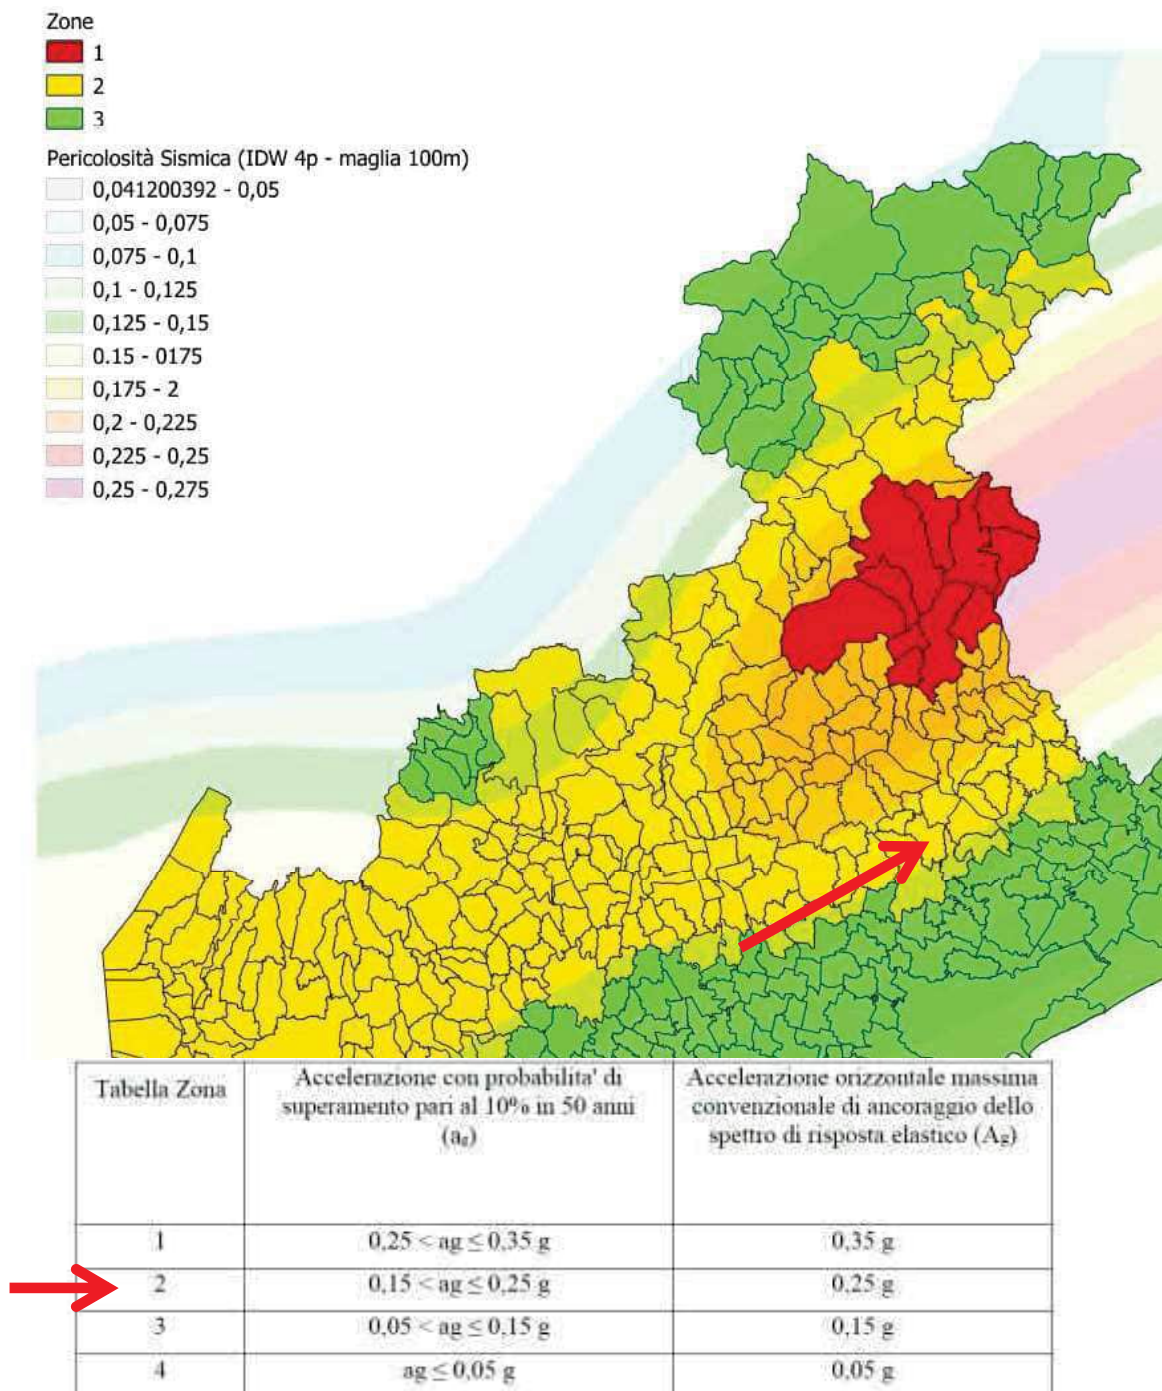 Zone
1
2
3
Pericolosità Sismica (IDW 4p - maglia 100m)
0,041200392 - 0,05
0,05 - 0,075
0,075 - 0,1
0,1 - 0,125
0,125 - 0,15
0.15 - 0175
0,175 - 2
0,2 - 0,225
0,225 - 0,25
0,25 - 0,275
Tabella Zona
Accelerazione con probabilita' di
superamento pari al 10% in 50 anni
(ag)
Accelerazione orizzontale massima
convenzionale di ancoraggio dello
spettro di risposta elastico (Ag)
1
0,25 < ag ≤ 0,35 g
0,35 g
2
0,15 < ag ≤ 0,25 g
0,25 g
3
0,05 < ag ≤ 0,15 g
0,15 g
4
ag ≤ 0,05 g
0,05 g